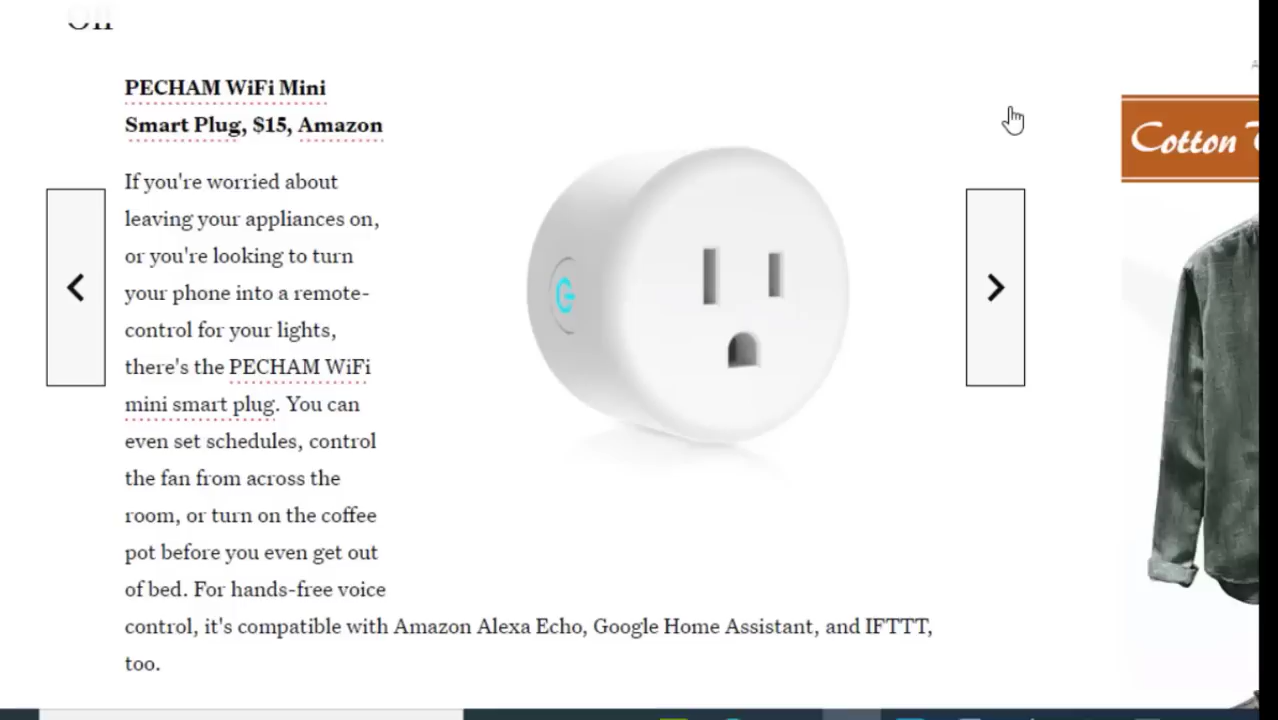 Off
PECHAM WiFi Mini
Smart Plug, $15, Amazon
If you're worried about
leaving your appliances on,
or you're looking to turn
your phone into a remote-
control for your lights,
there's the PECHAM WiFi
mini smart plug. You can
even set schedules, control
the fan from across the
room, or turn on the coffee
pot before you even get out
of bed. For hands-free voice
control, it's compatible with Amazon Alexa Echo, Google Home Assistant, and IFTTT,
too.
Cotton